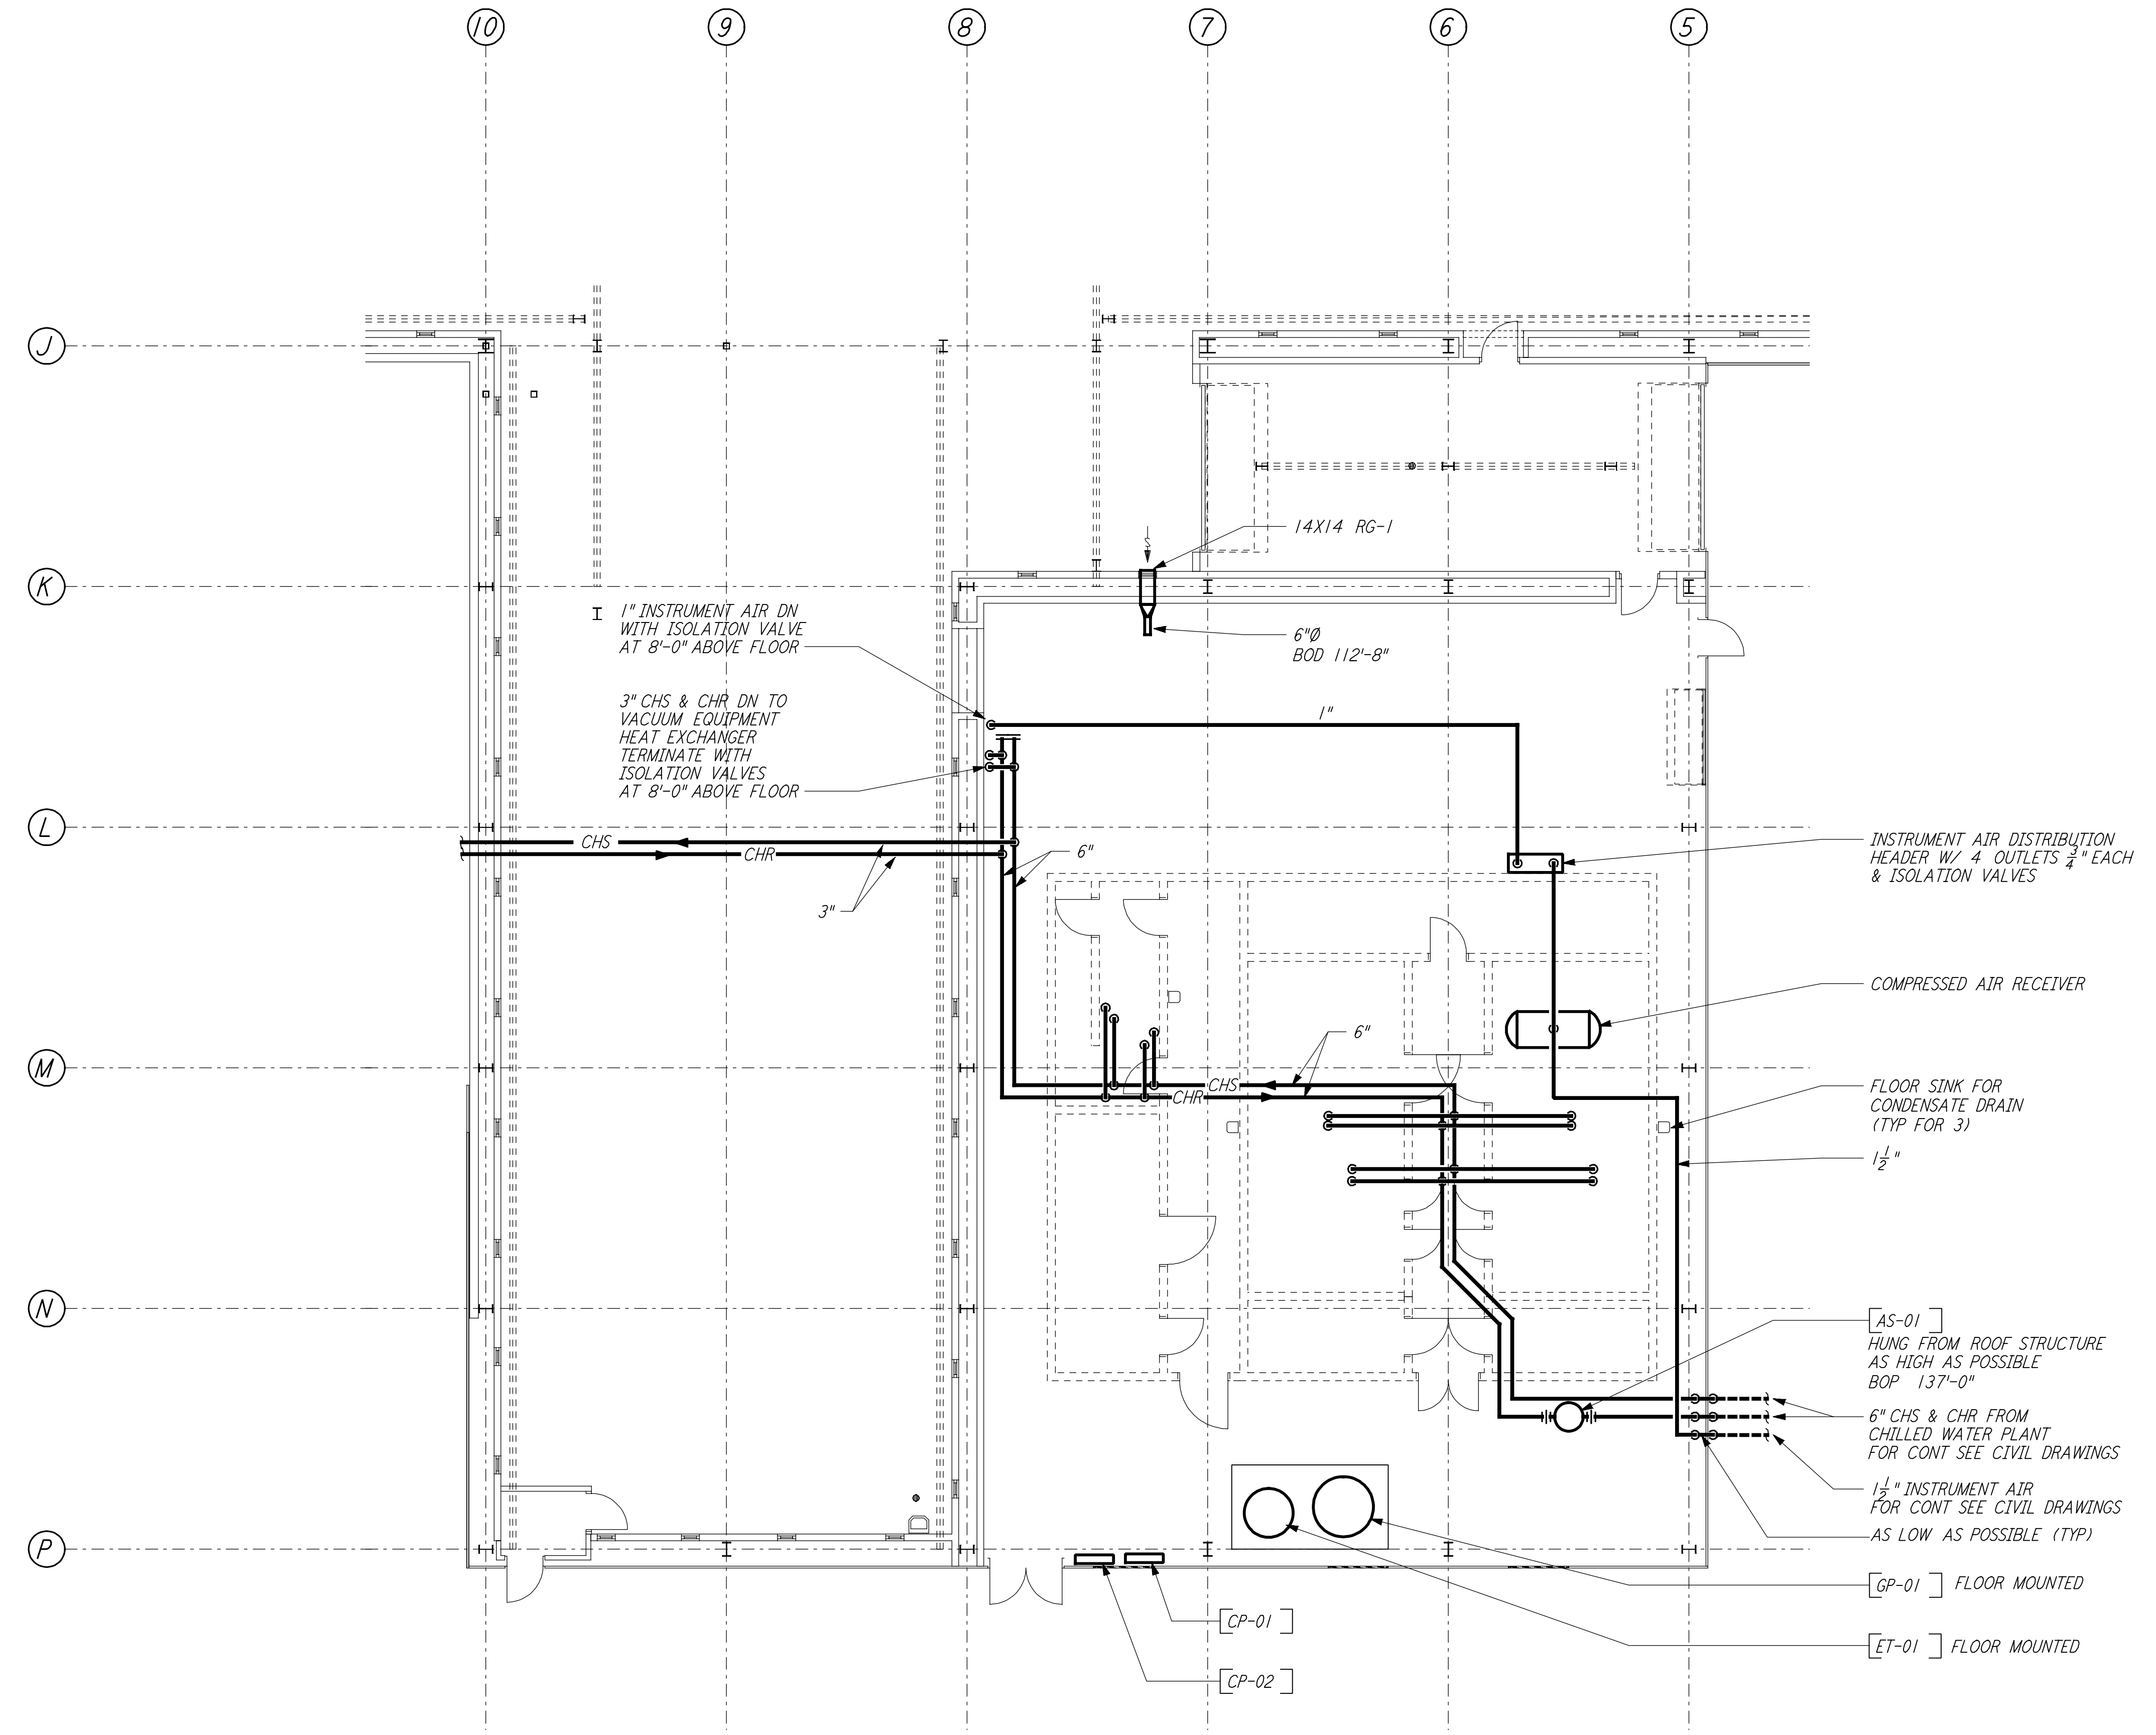 10
9
8
7
6
5
J
K
L
M
N
P
14X14 RG-1
S
6"Ø
BOD 112'-8"
1" INSTRUMENT AIR DN
WITH ISOLATION VALVE
AT 8'-0" ABOVE FLOOR
3" CHS & CHR DN TO
VACUUM EQUIPMENT
HEAT EXCHANGER
TERMINATE WITH
ISOLATION VALVES
AT 8'-0" ABOVE FLOOR
1"
CHS
CHR
6"
3"
INSTRUMENT AIR DISTRIBUTION
HEADER W/ 4 OUTLETS 3/4" EACH
& ISOLATION VALVES
COMPRESSED AIR RECEIVER
6"
CHS
CHR
FLOOR SINK FOR
CONDENSATE DRAIN
(TYP FOR 3)
1 1/2"
AS-01
HUNG FROM ROOF STRUCTURE
AS HIGH AS POSSIBLE
BOP 137'-0"
6" CHS & CHR FROM
CHILLED WATER PLANT
FOR CONT SEE CIVIL DRAWINGS
1 1/2" INSTRUMENT AIR
FOR CONT SEE CIVIL DRAWINGS
AS LOW AS POSSIBLE (TYP)
GP-01 FLOOR MOUNTED
ET-01 FLOOR MOUNTED
CP-01
CP-02